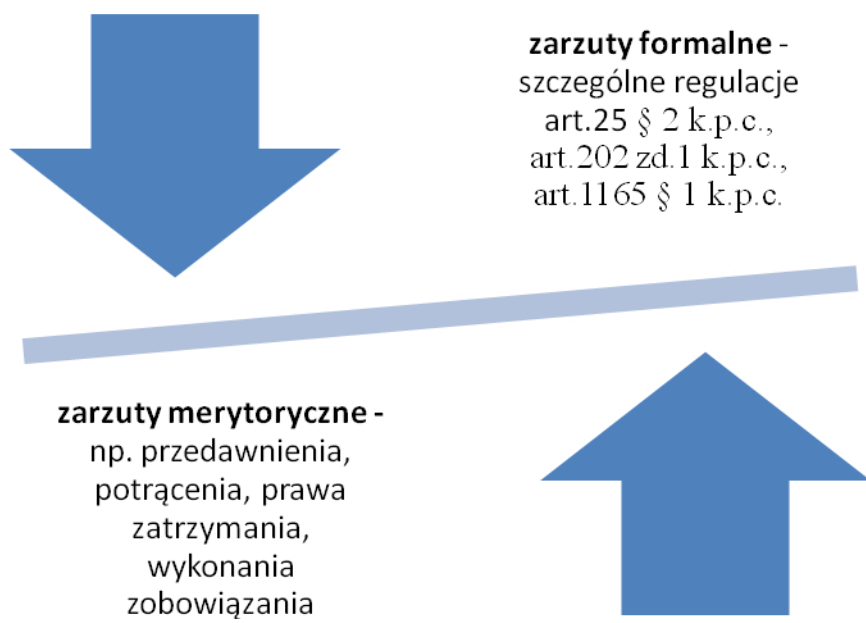 zarzuty formalne -
szczególne regulacje
art.25 § 2 k.p.c.,
art.202 zd.1 k.p.c.,
art.1165 § 1 k.p.c.
zarzuty merytoryczne -
np. przedawnienia,
potrącenia, prawa
zatrzymania,
wykonania
zobowiązania